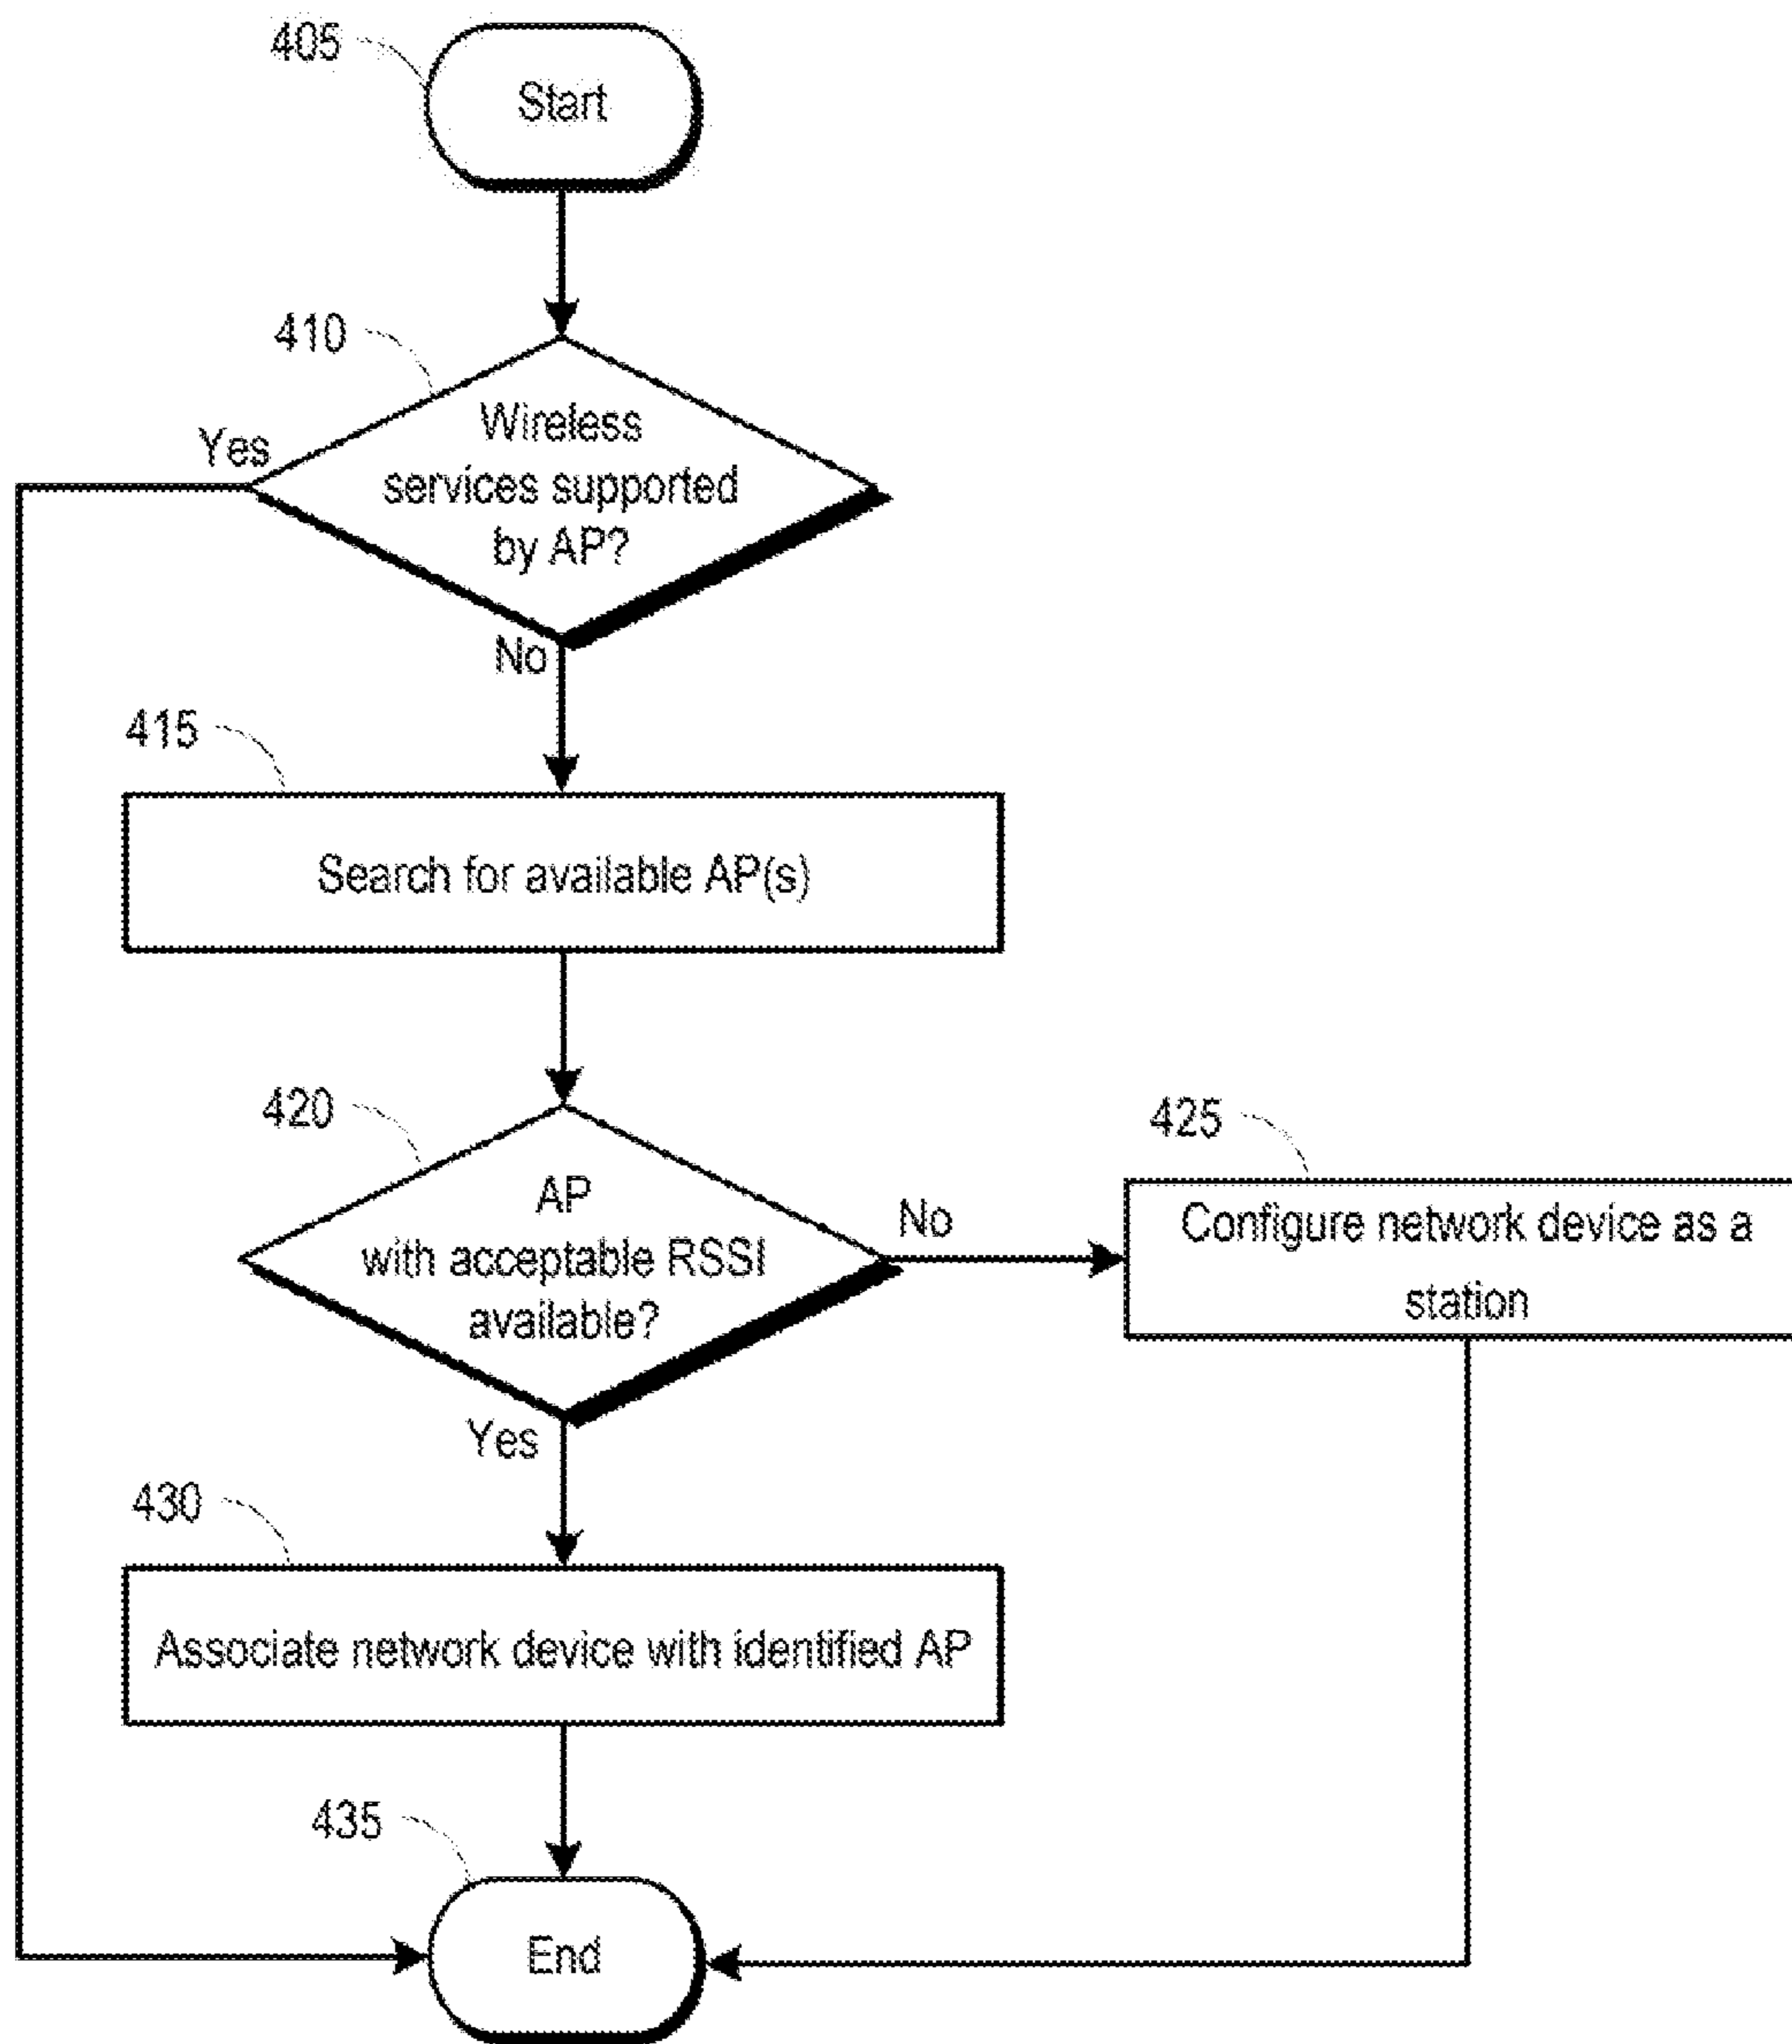 405
Start
410
Yes
Wireless
services supported
by AP?
No
415
Search for available AP(s)
420
AP
with acceptable RSSI
available?
No
425
Configure network device as a
station
Yes
430
Associate network device with identified AP
435
End